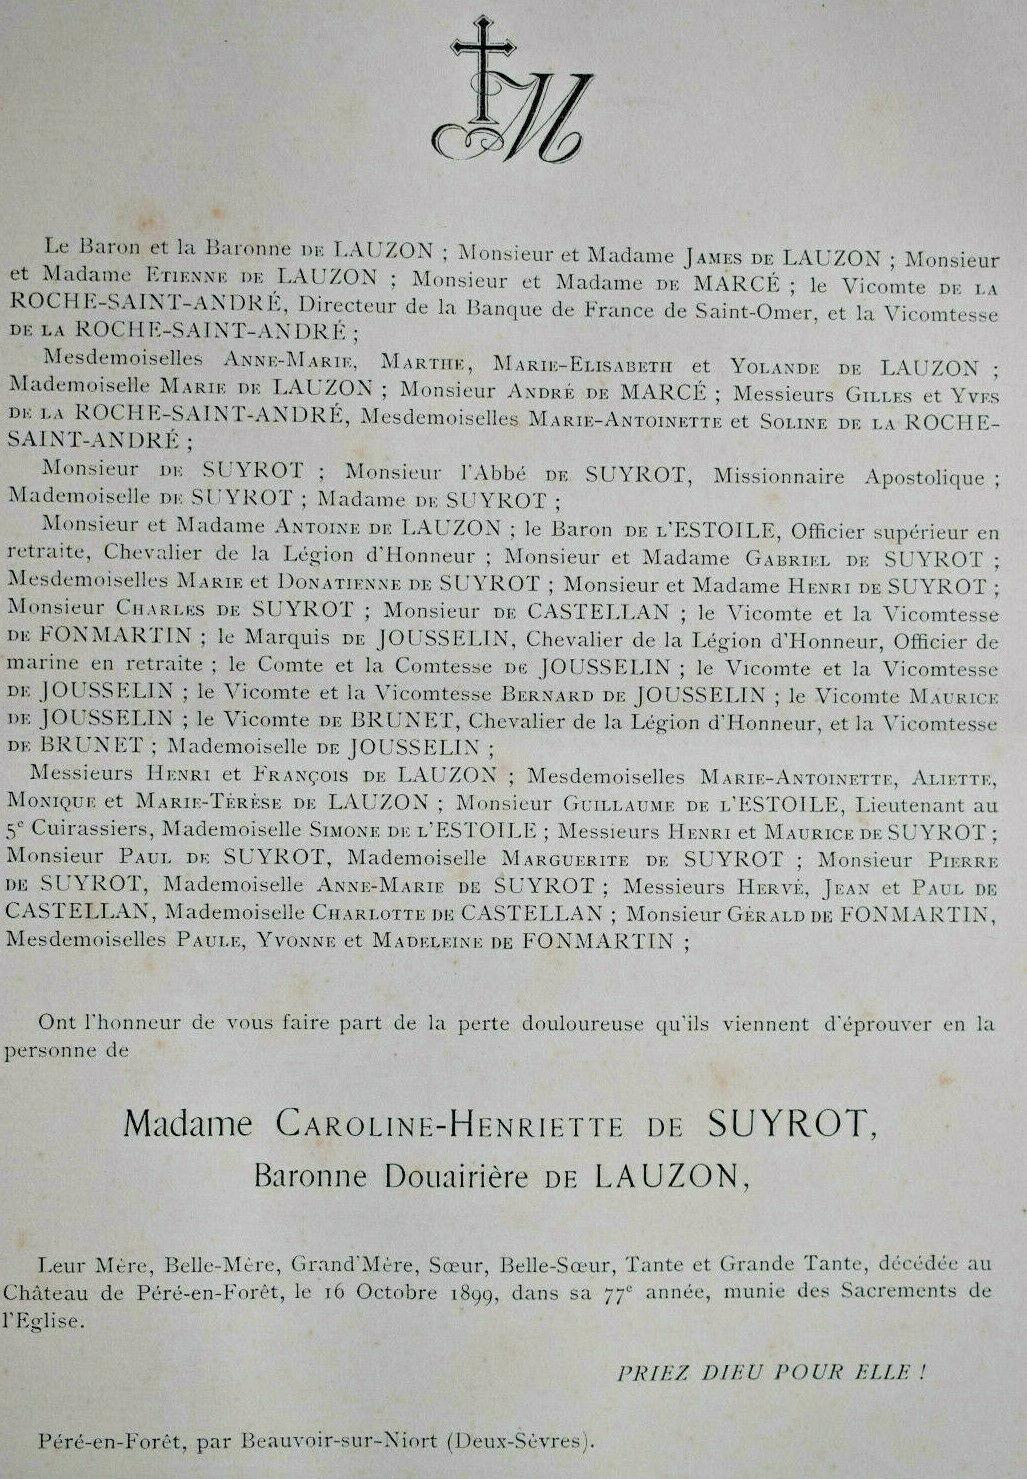 M
Le Baron et la Baronne DE LAUZON ; Monsieur et Madame JAMES DE LAUZON ; Monsieur
et Madame ETIENNE DE LAUZON ; Monsieur et Madame DE MARCÉ ; le Vicomte DE LA
ROCHE-SAINT-ANDRÉ, Directeur de la Banque de France de Saint-Omer, et la Vicomtesse
DE LA ROCHE-SAINT-ANDRÉ ;
Mesdemoiselles ANNE-MARIE, MARTHE, MARIE-ELISABETH et YOLANDE DE LAUZON ;
Mademoiselle MARIE DE LAUZON ; Monsieur ANDRÉ DE MARCÉ ; Messieurs GILLES et YVES
DE LA ROCHE-SAINT-ANDRÉ, Mesdemoiselles MARIE-ANTOINETTE et SOLINE DE LA ROCHE-
SAINT-ANDRÉ ;
Monsieur DE SUYROT ; Monsieur l'Abbé DE SUYROT, Missionnaire Apostolique ;
Mademoiselle DE SUYROT ; Madame DE SUYROT ;
Monsieur et Madame ANTOINE DE LAUZON ; le Baron DE L'ESTOILE, Officier supérieur en
retraite, Chevalier de la Légion d'Honneur ; Monsieur et Madame GABRIEL DE SUYROT ;
Mesdemoiselles MARIE et DONATIENNE DE SUYROT ; Monsieur et Madame HENRI DE SUYROT ;
Monsieur CHARLES DE SUYROT ; Monsieur DE CASTELLAN ; le Vicomte et la Vicomtesse
DE FONMARTIN ; le Marquis DE JOUSSELIN, Chevalier de la Légion d'Honneur, Officier de
marine en retraite ; le Comte et la Comtesse DE JOUSSELIN ; le Vicomte et la Vicomtesse
DE JOUSSELIN ; le Vicomte et la Vicomtesse BERNARD DE JOUSSELIN ; le Vicomte MAURICE
DE JOUSSELIN ; le Vicomte DE BRUNET, Chevalier de la Légion d'Honneur, et la Vicomtesse
DE BRUNET ; Mademoiselle DE JOUSSELIN ;
Messieurs HENRI et FRANÇOIS DE LAUZON ; Mesdemoiselles MARIE-ANTOINETTE, ALIETTE,
MONIQUE et MARIE-TÉRÈSE DE LAUZON ; Monsieur GUILLAUME DE L'ESTOILE, Lieutenant au
5e Cuirassiers, Mademoiselle SIMONE DE L'ESTOILE ; Messieurs HENRI et MAURICE DE SUYROT ;
Monsieur PAUL DE SUYROT, Mademoiselle MARGUERITE DE SUYROT ; Monsieur PIERRE
DE SUYROT, Mademoiselle ANNE-MARIE DE SUYROT ; Messieurs HERVÉ, JEAN et PAUL DE
CASTELLAN, Mademoiselle CHARLOTTE DE CASTELLAN ; Monsieur GÉRALD DE FONMARTIN,
Mesdemoiselles PAULE, YVONNE et MADELEINE DE FONMARTIN ;
Ont l'honneur de vous faire part de la perte douloureuse qu'ils viennent d'éprouver en la
personne de
Madame CAROLINE-HENRIETTE DE SUYROT,
Baronne Douairière DE LAUZON,
Leur Mère, Belle-Mère, Grand'Mère, Sœur, Belle-Sœur, Tante et Grande Tante, décédée au
Château de Péré-en-Forêt, le 16 Octobre 1899, dans sa 77e année, munie des Sacrements de
l'Eglise.
PRIEZ DIEU POUR ELLE !
Péré-en-Forêt, par Beauvoir-sur-Niort (Deux-Sèvres).